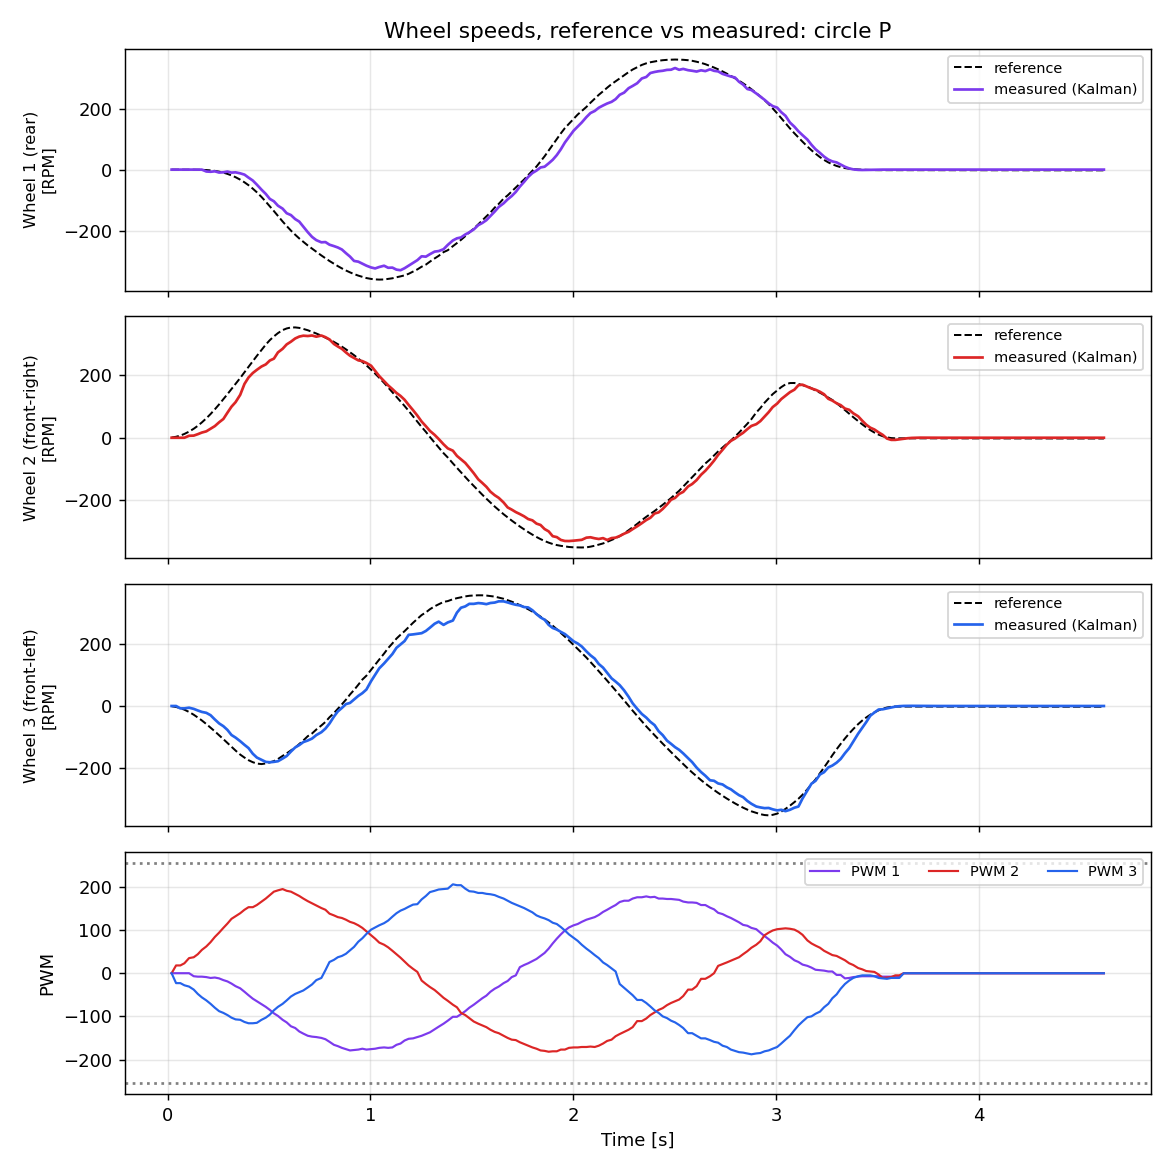 Wheel speeds, reference vs measured: circle P
Wheel 1 (rear)
[RPM]
200
0
−200
reference
measured (Kalman)
Wheel 2 (front-right)
[RPM]
200
0
−200
reference
measured (Kalman)
Wheel 3 (front-left)
[RPM]
200
0
−200
reference
measured (Kalman)
PWM
200
100
0
−100
−200
PWM 1 PWM 2 PWM 3
0 1 2 3 4
Time [s]